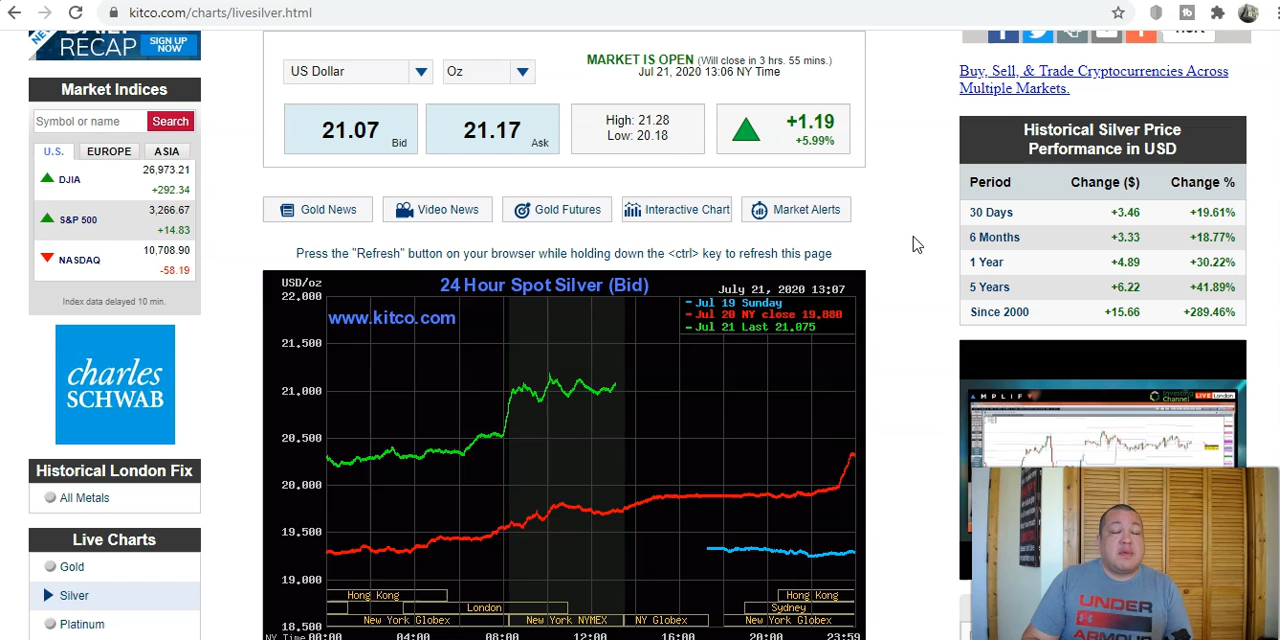 kitco.com/charts/livesilver.html
NEW
DAILY
RECAP
SIGN UP
NOW
Market Indices
Symbol or name
Search
U.S.
EUROPE
ASIA
DJIA
26,973.21
+292.34
S&P 500
3,266.67
+14.83
NASDAQ
10,708.90
-58.19
Index data delayed 10 min.
charles
SCHWAB
Historical London Fix
All Metals
Live Charts
Gold
Silver
Platinum
US Dollar
Oz
MARKET IS OPEN (Will close in 3 hrs. 55 mins.)
Jul 21, 2020 13:06 NY Time
21.07
Bid
21.17
Ask
High: 21.28
Low: 20.18
+1.19
+5.99%
Gold News
Video News
Gold Futures
Interactive Chart
Market Alerts
Press the "Refresh" button on your browser while holding down the <ctrl> key to refresh this page
USD/oz
24 Hour Spot Silver (Bid)
July 21, 2020 13:07
www.kitco.com
Jul 19 Sunday
Jul 20 NY close 19.880
Jul 21 Last 21.075
22,000
21,500
21,000
20,500
20,000
19,500
19,000
18,500
Hong Kong
Hong Kong
London
Sydney
New York Globex
New York NYMEX
NY Globex
New York Globex
NY Time
00:00
04:00
08:00
12:00
16:00
20:00
23:59
Buy, Sell, & Trade Cryptocurrencies Across
Multiple Markets.
Historical Silver Price
Performance in USD
Period
Change ($)
Change %
30 Days
+3.46
+19.61%
6 Months
+3.33
+18.77%
1 Year
+4.89
+30.22%
5 Years
+6.22
+41.89%
Since 2000
+15.66
+289.46%
AMPLIF
Channel
LIVE London
UNDER
ARMOUR